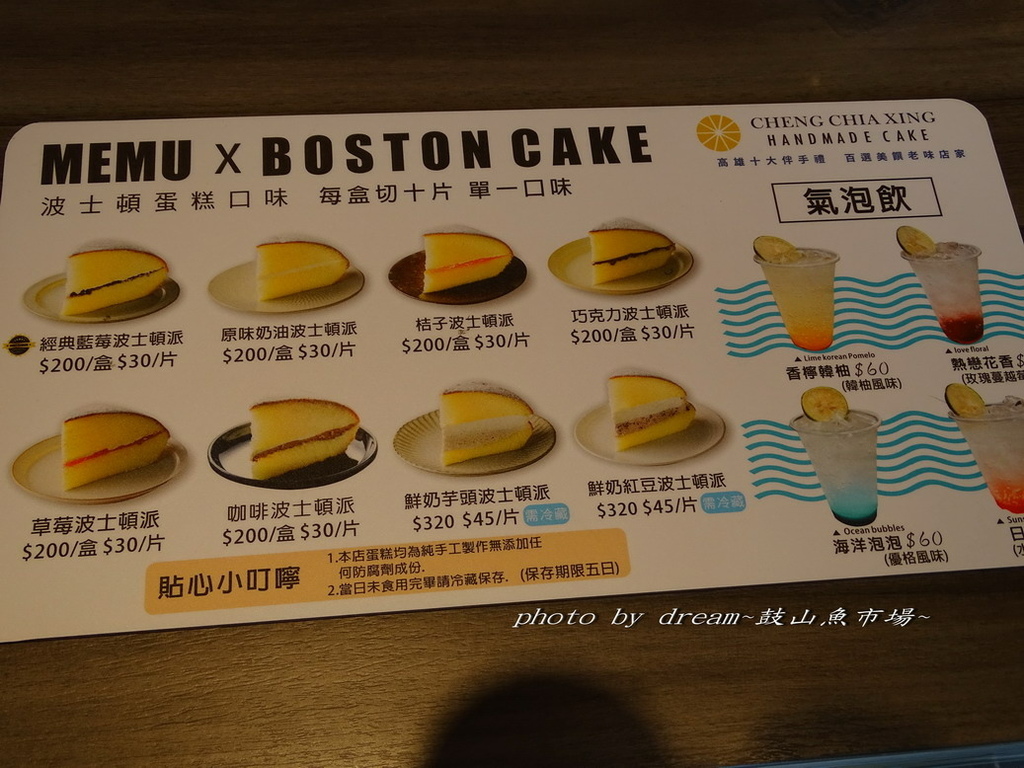 MEMU X BOSTON CAKE
波士頓蛋糕口味 每盒切十片 單一口味
CHENG CHIA XING
HANDMADE CAKE
高雄十大伴手禮 百選美饌老味店家
氣泡飲
經典藍莓波士頓派
$200/盒 $30/片
原味奶油波士頓派
$200/盒 $30/片
桔子波士頓派
$200/盒 $30/片
巧克力波士頓派
$200/盒 $30/片
▲ Lime korean Pomelo
香檸韓柚 $60
(韓柚風味)
▲ love floral
熱戀花香 $
(玫瑰蔓越莓
草莓波士頓派
$200/盒 $30/片
咖啡波士頓派
$200/盒 $30/片
鮮奶芋頭波士頓派
$320 $45/片 需冷藏
鮮奶紅豆波士頓派
$320 $45/片 需冷藏
▲ Ocean bubbles
海洋泡泡 $60
(優格風味)
▲ Suns
日
(水
貼心小叮嚀
1.本店蛋糕均為純手工製作無添加任
何防腐劑成份.
2.當日未食用完畢請冷藏保存. (保存期限五日)
photo by dream~鼓山魚市場~